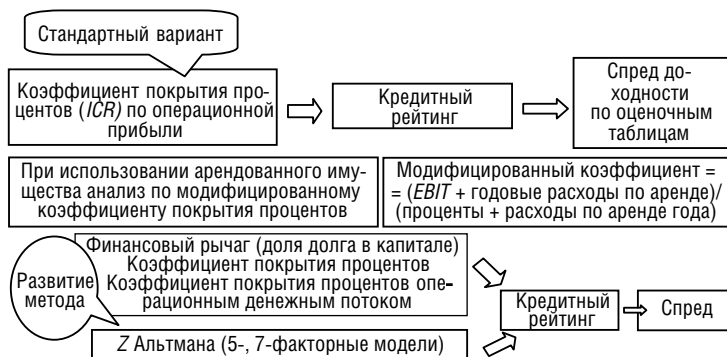 Стандартный вариант
Коэффициент покрытия про-
центов (ICR) по операционной
прибыли
Кредитный
рейтинг
Спред до-
ходности
по оценочным
таблицам
При использовании арендованного иму-
щества анализ по модифицированному
коэффициенту покрытия процентов
Модифицированный коэффициент =
= (EBIT + годовые расходы по аренде)/
(проценты + расходы по аренде года)
Развитие
метода
Финансовый рычаг (доля долга в капитале)
Коэффициент покрытия процентов
Коэффициент покрытия процентов опе-
рационным денежным потоком
Z Альтмана (5-, 7-факторные модели)
Кредитный
рейтинг
Спред